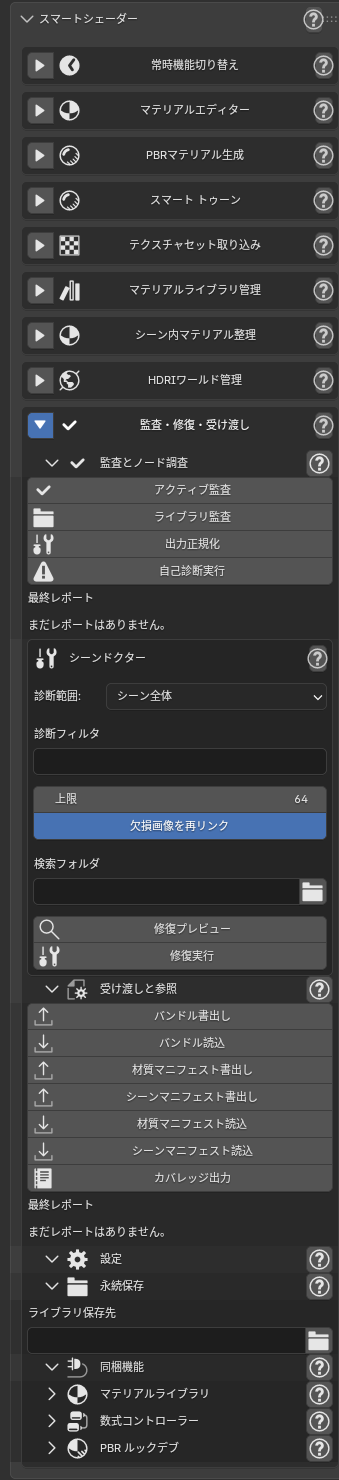 スマートシェーダー
常時機能切り替え
マテリアルエディター
PBRマテリアル生成
スマート トゥーン
テクスチャセット取り込み
マテリアルライブラリ管理
シーン内マテリアル整理
HDRIワールド管理
監査・修復・受け渡し
監査とノード調査
アクティブ監査
ライブラリ監査
出力正規化
自己診断実行
最終レポート
まだレポートはありません。
シーンドクター
診断範囲: シーン全体
診断フィルタ
上限 64
欠損画像を再リンク
検索フォルダ
修復プレビュー
修復実行
受け渡しと参照
バンドル書出し
バンドル読込
材質マニフェスト書出し
シーンマニフェスト書出し
材質マニフェスト読込
シーンマニフェスト読込
カバレッジ出力
最終レポート
まだレポートはありません。
設定
永続保存
ライブラリ保存先
同梱機能
マテリアルライブラリ
数式コントローラー
PBR ルックデブ